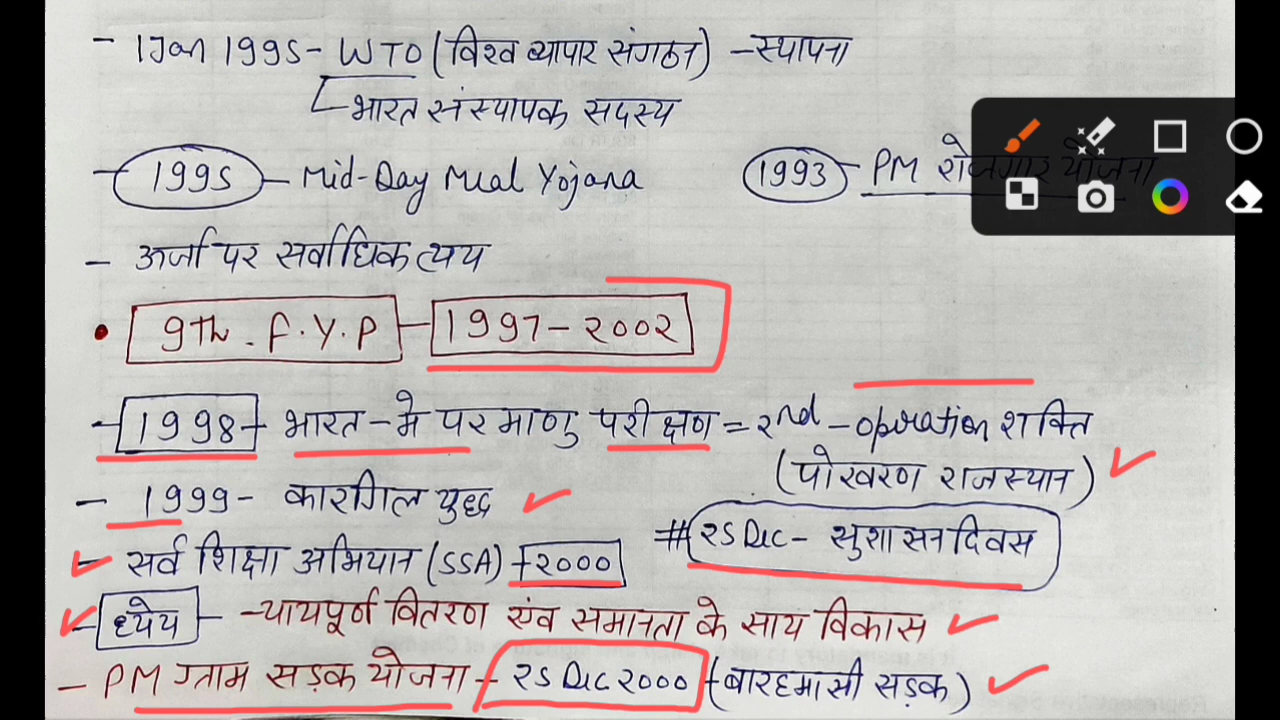 - 1 Jan 1995 - WTO (विश्व व्यापार संगठन) - स्थापना
भारत संस्थापक सदस्य
- 1995 - Mid-Day Meal Yojana
1993 - PM रोजगार योजना
- ऊर्जा पर सर्वाधिक व्यय
• 9Th. F.Y.P - 1997 - 2002
- 1998 - भारत - मे परमाणु परीक्षण = 2nd - operation शक्ति
(पोखरण राजस्थान)
- 1999 - कारगिल युद्ध
# 25 Dec - सुशासन दिवस
- सर्व शिक्षा अभियान (SSA) - 2000
- ध्येय - न्यायपूर्ण वितरण एंव समानता के साथ विकास
- PM ग्राम सड़क योजना - 25 Dec 2000 - (बारहमासी सड़क)